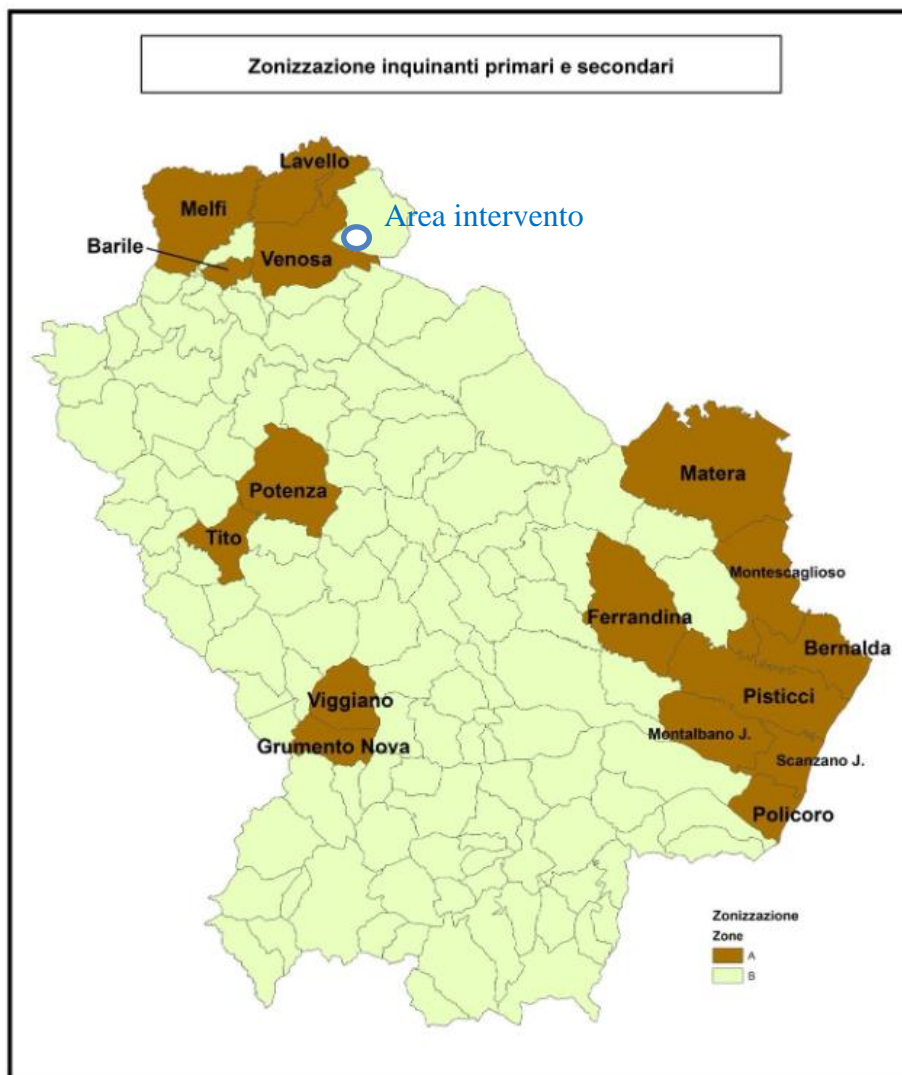 Zonizzazione inquinanti primari e secondari
Lavello
Melfi
Area intervento
Barile
Venosa
Matera
Potenza
Tito
Montescaglioso
Ferrandina
Bernalda
Viggiano
Pisticci
Grumento Nova
Montalbano J.
Scanzano J.
Policoro
Zonizzazione
Zone
A
B